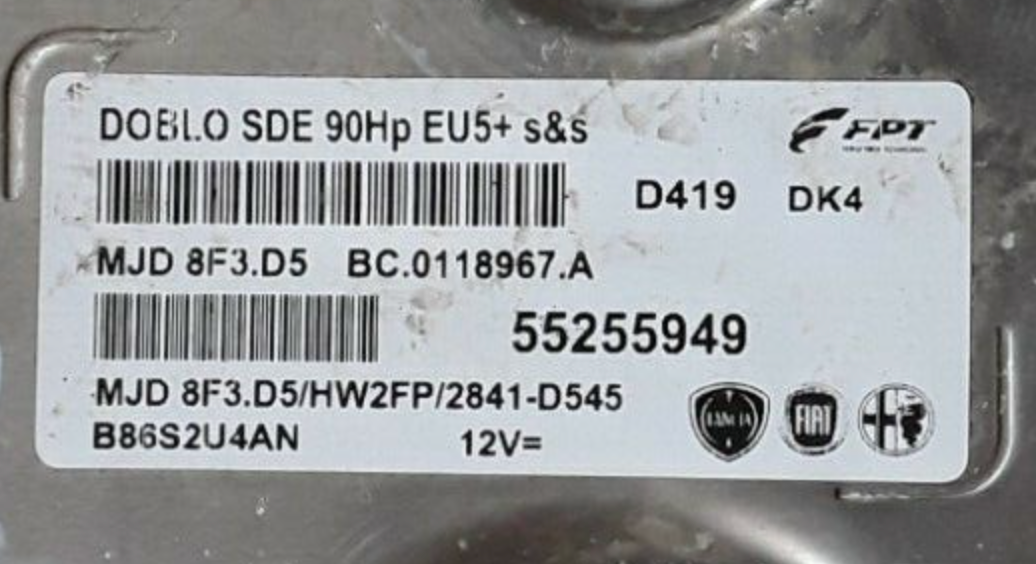 DOBLO SDE 90Hp EU5+ s&s
FPT
D419 DK4
MJD 8F3.D5 BC.0118967.A
55255949
MJD 8F3.D5/HW2FP/2841-D545
B86S2U4AN 12V=
LANCIA FIAT